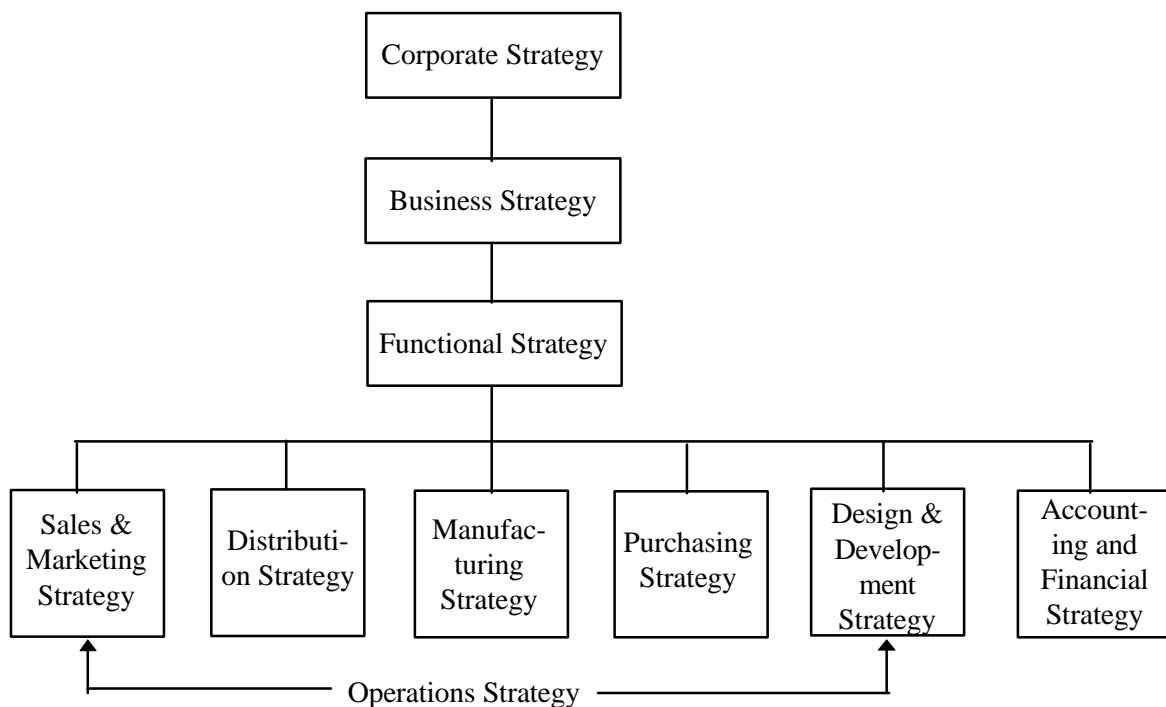 Corporate Strategy
Business Strategy
Functional Strategy
Sales &
Marketing
Strategy
Distributi-
on Strategy
Manufac-
turing
Strategy
Purchasing
Strategy
Design &
Develop-
ment
Strategy
Account-
ing and
Financial
Strategy
Operations Strategy